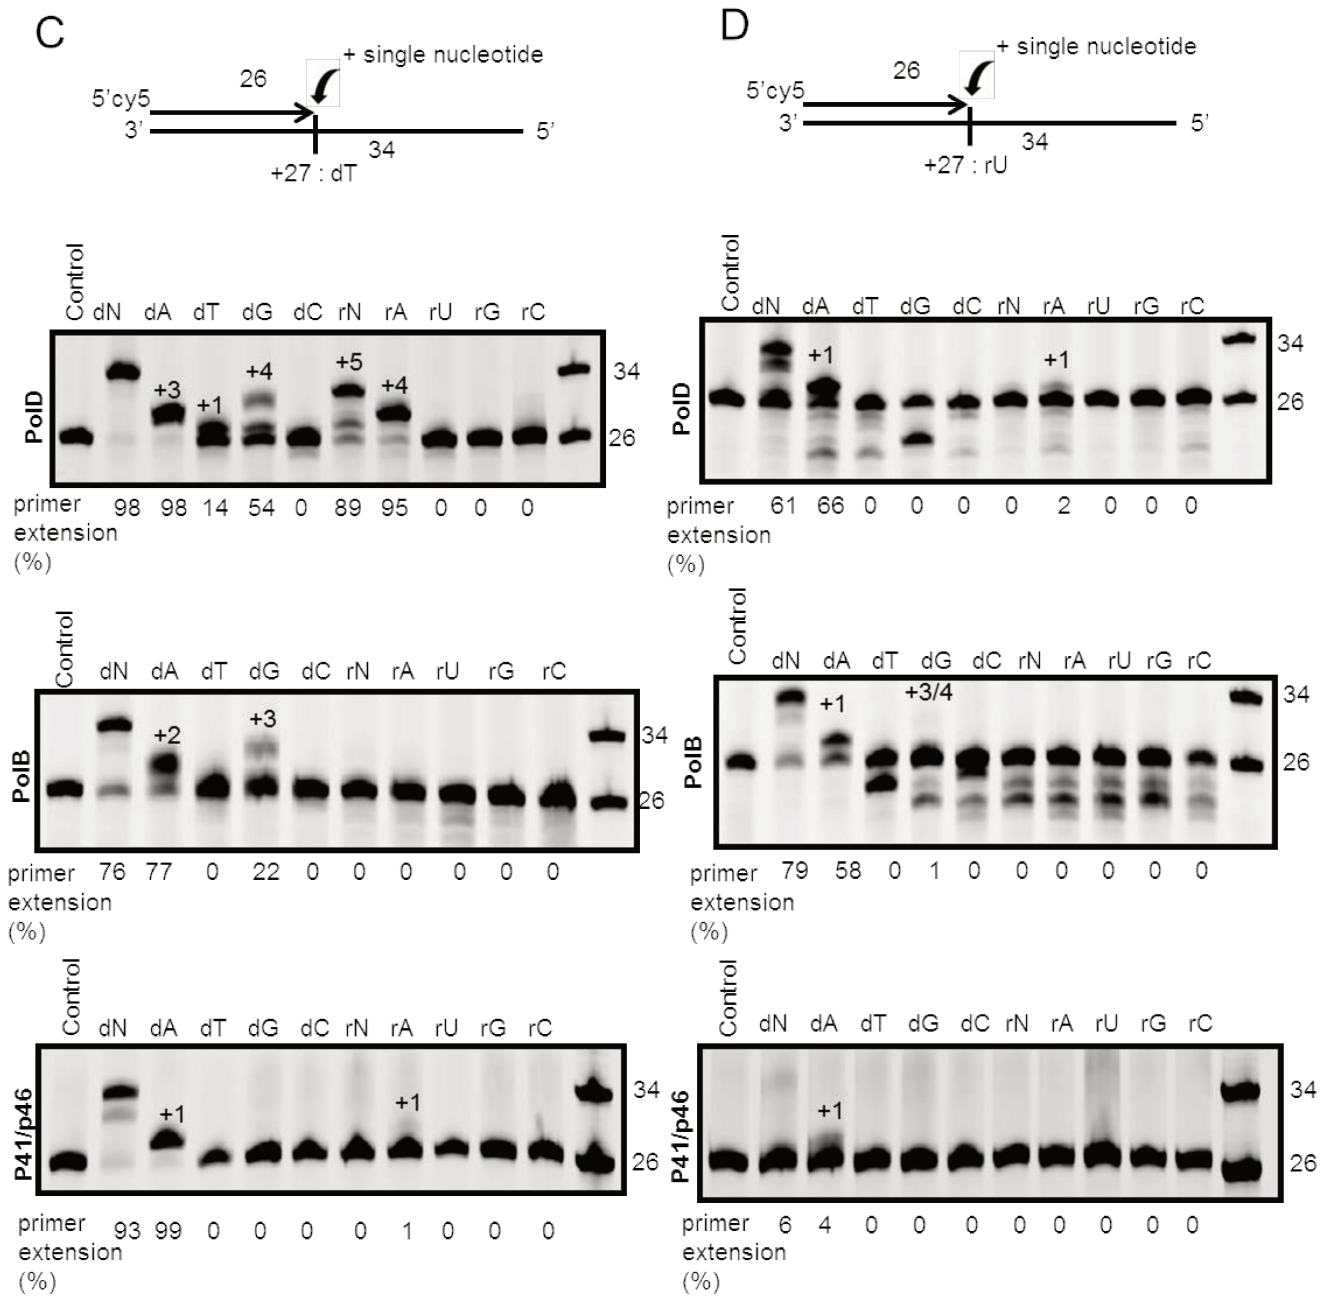 C
+ single nucleotide
26
5'cy5
3'
5'
34
+27 : dT
Control
dN dA dT dG dC rN rA rU rG rC
PolD
+3 +1 +4 +5 +4
34
26
primer 98 98 14 54 0 89 95 0 0 0
extension
(%)
Control
dN dA dT dG dC rN rA rU rG rC
PolB
+2 +3
34
26
primer 76 77 0 22 0 0 0 0 0 0
extension
(%)
Control
dN dA dT dG dC rN rA rU rG rC
P41/p46
+1 +1
34
26
primer 93 99 0 0 0 0 1 0 0 0
extension
(%)
D
+ single nucleotide
26
5'cy5
3'
5'
34
+27 : rU
Control
dN dA dT dG dC rN rA rU rG rC
PolD
+1 +1
34
26
primer 61 66 0 0 0 0 2 0 0 0
extension
(%)
Control
dN dA dT dG dC rN rA rU rG rC
PolB
+1 +3/4
34
26
primer 79 58 0 1 0 0 0 0 0 0
extension
(%)
Control
dN dA dT dG dC rN rA rU rG rC
P41/p46
+1
34
26
primer 6 4 0 0 0 0 0 0 0 0
extension
(%)